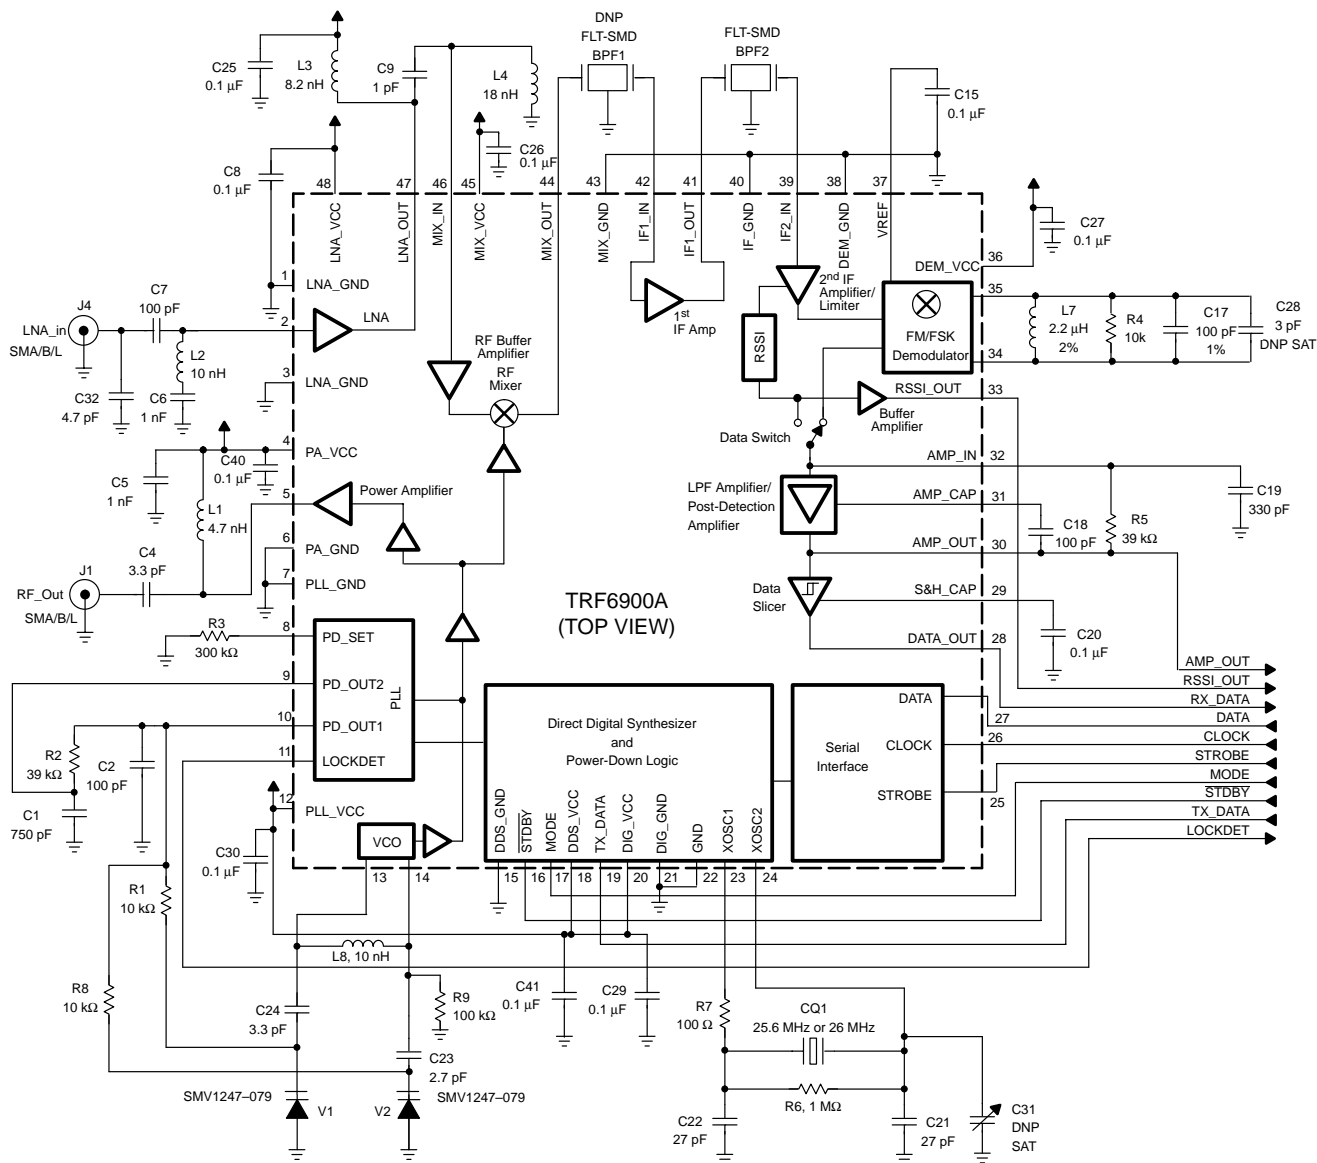 DNP
FLT-SMD
BPF1
FLT-SMD
BPF2
C25
0.1 µF
L3
8.2 nH
C9
1 pF
L4
18 nH
C15
0.1 µF
C8
0.1 µF
C26
0.1 µF
C27
0.1 µF
48
47
46
45
44
43
42
41
40
39
38
37
LNA_VCC
LNA_OUT
MIX_IN
MIX_VCC
MIX_OUT
MIX_GND
IF1_IN
IF1_OUT
IF_GND
IF2_IN
DEM_GND
VREF
1
LNA_GND
DEM_VCC
36
J4
LNA_in
SMA/B/L
C7
100 pF
2
LNA
L2
10 nH
C32
4.7 pF
C6
1 nF
3
LNA_GND
RF Buffer
Amplifier
RF
Mixer
1st
IF Amp
2nd IF
Amplifier/
Limiter
RSSI
FM/FSK
Demodulator
35
34
L7
2.2 µH
2%
R4
10k
C17
100 pF
1%
C28
3 pF
DNP SAT
RSSI_OUT
33
Buffer
Amplifier
Data Switch
4
PA_VCC
C40
0.1 µF
C5
1 nF
L1
4.7 nH
5
Power Amplifier
AMP_IN
32
LPF Amplifier/
Post-Detection
Amplifier
AMP_CAP
31
C18
100 pF
R5
39 kΩ
C19
330 pF
6
PA_GND
7
PLL_GND
AMP_OUT
30
J1
RF_Out
SMA/B/L
C4
3.3 pF
TRF6900A
(TOP VIEW)
Data
Slicer
S&H_CAP
29
C20
0.1 µF
DATA_OUT
28
R3
300 kΩ
8
PD_SET
9
PD_OUT2
10
PD_OUT1
11
LOCKDET
PLL
Direct Digital Synthesizer
and
Power-Down Logic
Serial
Interface
DATA
CLOCK
STROBE
27
26
25
AMP_OUT
RSSI_OUT
RX_DATA
DATA
CLOCK
STROBE
MODE
STDBY
TX_DATA
LOCKDET
R2
39 kΩ
C2
100 pF
C1
750 pF
12
PLL_VCC
C30
0.1 µF
VCO
13
14
DDS_GND
STDBY
MODE
DDS_VCC
TX_DATA
DIG_VCC
DIG_GND
GND
XOSC1
XOSC2
15
16
17
18
19
20
21
22
23
24
R1
10 kΩ
L8, 10 nH
R8
10 kΩ
C24
3.3 pF
R9
100 kΩ
C23
2.7 pF
C41
0.1 µF
C29
0.1 µF
R7
100 Ω
CQ1
25.6 MHz or 26 MHz
SMV1247–079
V1
V2
SMV1247–079
R6, 1 MΩ
C22
27 pF
C21
27 pF
C31
DNP
SAT